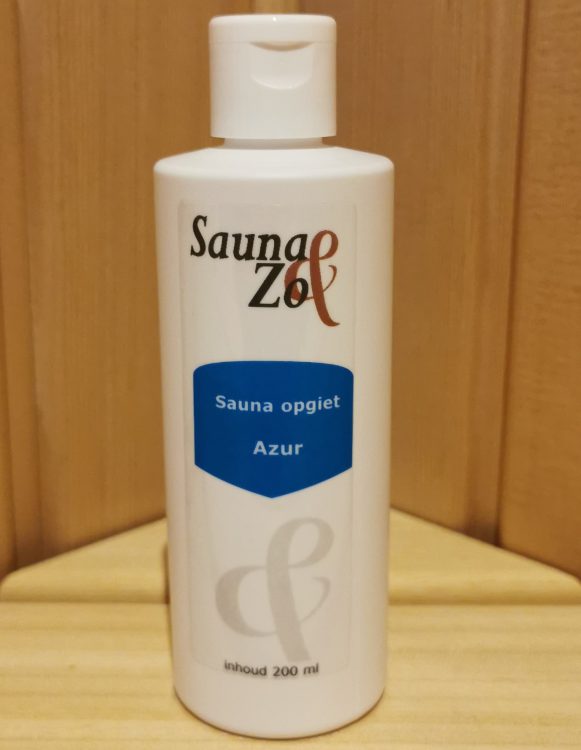 Sauna &
Zo
Sauna opgiet
Azur
&
inhoud 200 ml